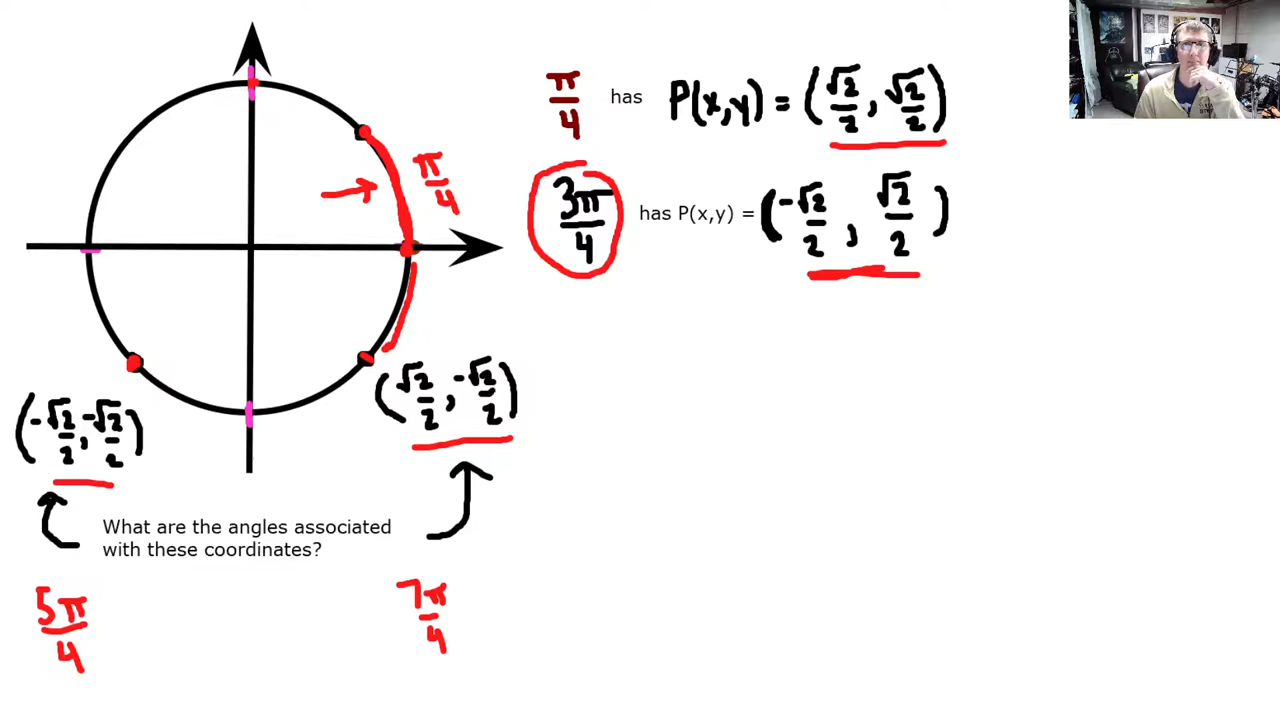 π/4 has P(x,y) = (√2/2, √2/2)
π/4
3π/4 has P(x,y) = (-√2/2, √2/2)
(√2/2, -√2/2)
(-√2/2, -√2/2)
What are the angles associated
with these coordinates?
5π/4 7π/4